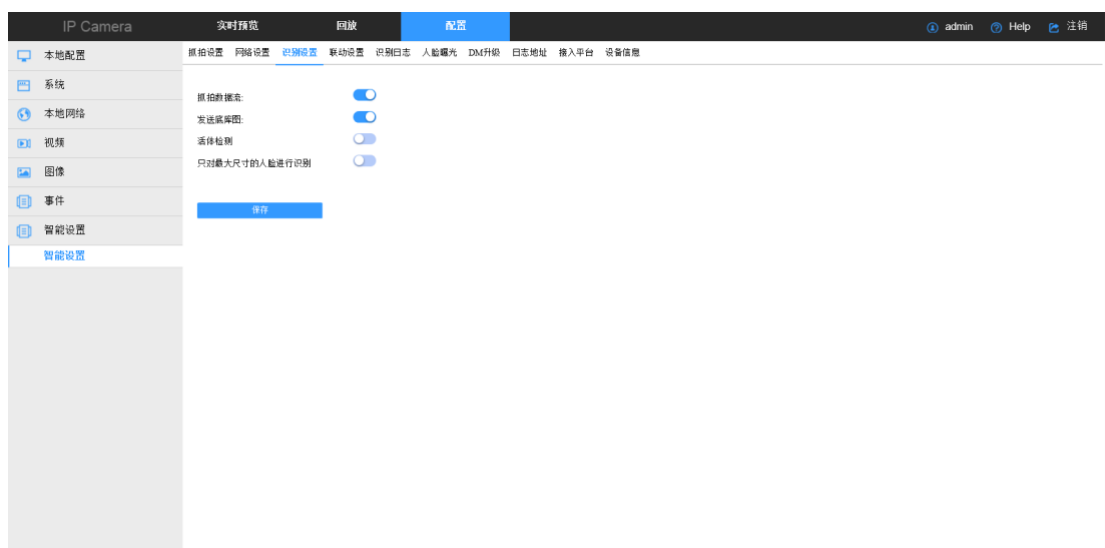 IP Camera 实时预览 回放 配置 admin Help 注销
本地配置
系统
本地网络
视频
图像
事件
智能设置
智能设置
抓拍设置 网络设置 识别设置 联动设置 识别日志 人脸曝光 DM升级 日志地址 接入平台 设备信息
抓拍数据流:
发送底库图:
活体检测
只对最大尺寸的人脸进行识别
保存